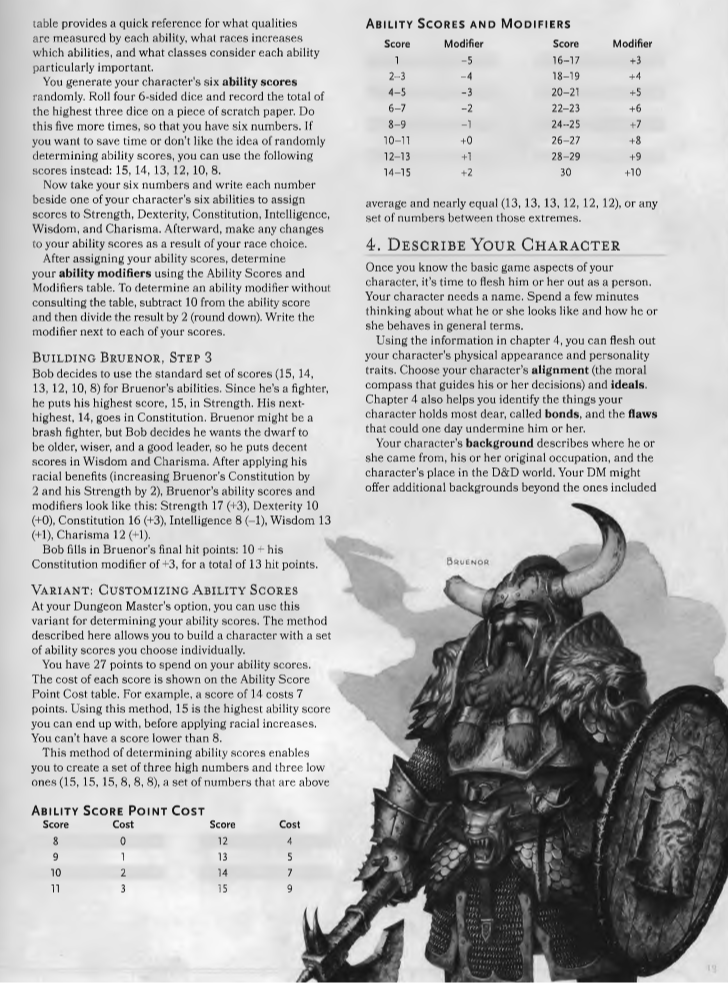 table provides a quick reference for what qualities
are measured by each ability, what races increases
which abilities, and what classes consider each ability
particularly important.
You generate your character's six ability scores
randomly. Roll four 6-sided dice and record the total of
the highest three dice on a piece of scratch paper. Do
this five more times, so that you have six numbers. If
you want to save time or don't like the idea of randomly
determining ability scores, you can use the following
scores instead: 15, 14, 13, 12, 10, 8.
Now take your six numbers and write each number
beside one of your character's six abilities to assign
scores to Strength, Dexterity, Constitution, Intelligence,
Wisdom, and Charisma. Afterward, make any changes
to your ability scores as a result of your race choice.
After assigning your ability scores, determine
your ability modifiers using the Ability Scores and
Modifiers table. To determine an ability modifier without
consulting the table, subtract 10 from the ability score
and then divide the result by 2 (round down). Write the
modifier next to each of your scores.
Building Bruenor, Step 3
Bob decides to use the standard set of scores (15, 14,
13, 12, 10, 8) for Bruenor's abilities. Since he's a fighter,
he puts his highest score, 15, in Strength. His next-
highest, 14, goes in Constitution. Bruenor might be a
brash fighter, but Bob decides he wants the dwarf to
be older, wiser, and a good leader, so he puts decent
scores in Wisdom and Charisma. After applying his
racial benefits (increasing Bruenor's Constitution by
2 and his Strength by 2), Bruenor's ability scores and
modifiers look like this: Strength 17 (+3), Dexterity 10
(+0), Constitution 16 (+3), Intelligence 8 (–1), Wisdom 13
(+1), Charisma 12 (+1).
Bob fills in Bruenor's final hit points: 10 + his
Constitution modifier of +3, for a total of 13 hit points.
Variant: Customizing Ability Scores
At your Dungeon Master's option, you can use this
variant for determining your ability scores. The method
described here allows you to build a character with a set
of ability scores you choose individually.
You have 27 points to spend on your ability scores.
The cost of each score is shown on the Ability Score
Point Cost table. For example, a score of 14 costs 7
points. Using this method, 15 is the highest ability score
you can end up with, before applying racial increases.
You can't have a score lower than 8.
This method of determining ability scores enables
you to create a set of three high numbers and three low
ones (15, 15, 15, 8, 8, 8), a set of numbers that are above
Ability Score Point Cost
Score Cost Score Cost
8 0 12 4
9 1 13 5
10 2 14 7
11 3 15 9
Ability Scores and Modifiers
Score Modifier Score Modifier
1 –5 16–17 +3
2–3 –4 18–19 +4
4–5 –3 20–21 +5
6–7 –2 22–23 +6
8–9 –1 24–25 +7
10–11 +0 26–27 +8
12–13 +1 28–29 +9
14–15 +2 30 +10
average and nearly equal (13, 13, 13, 12, 12, 12), or any
set of numbers between those extremes.
4. Describe Your Character
Once you know the basic game aspects of your
character, it's time to flesh him or her out as a person.
Your character needs a name. Spend a few minutes
thinking about what he or she looks like and how he or
she behaves in general terms.
Using the information in chapter 4, you can flesh out
your character's physical appearance and personality
traits. Choose your character's alignment (the moral
compass that guides his or her decisions) and ideals.
Chapter 4 also helps you identify the things your
character holds most dear, called bonds, and the flaws
that could one day undermine him or her.
Your character's background describes where he or
she came from, his or her original occupation, and the
character's place in the D&D world. Your DM might
offer additional backgrounds beyond the ones included
Bruenor